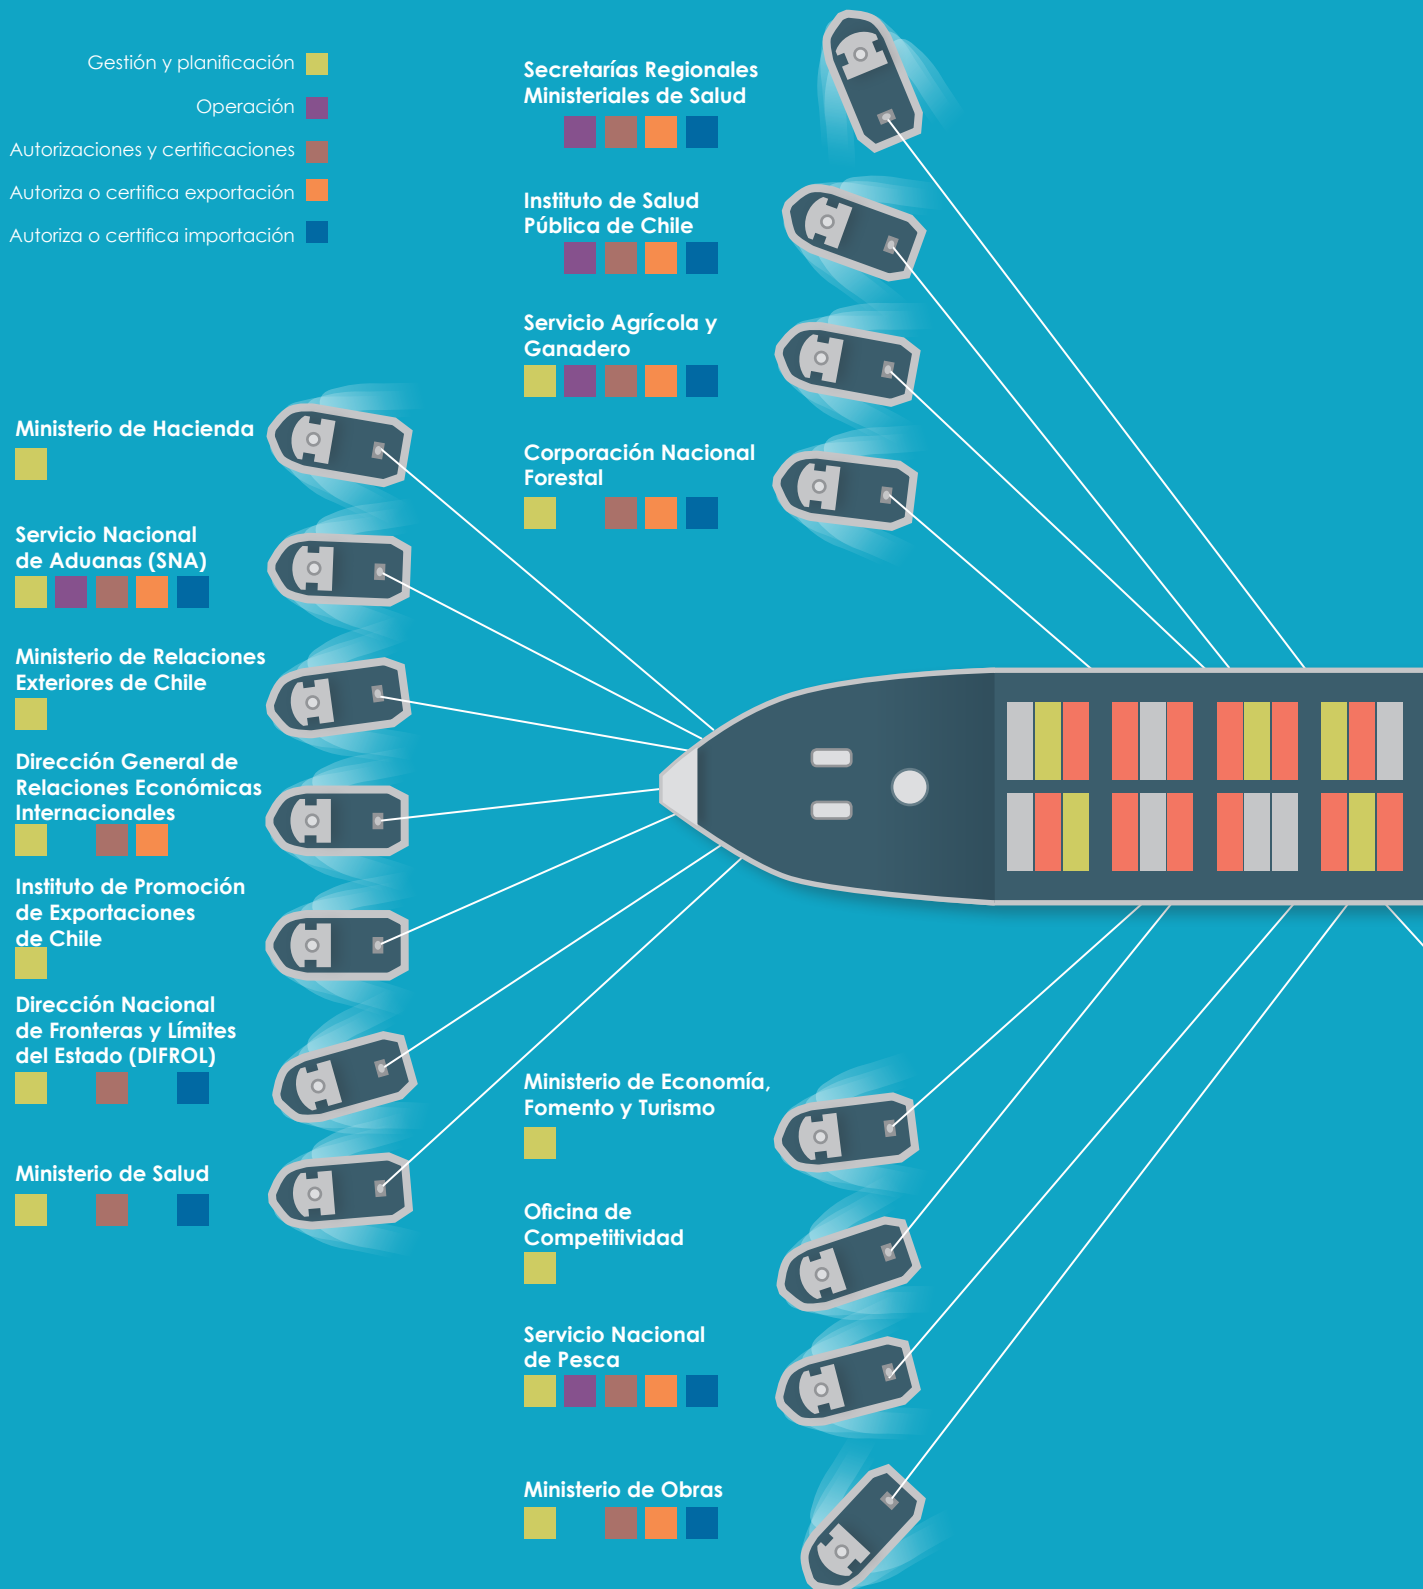 Gestión y planificación
Operación
Autorizaciones y certificaciones
Autoriza o certifica exportación
Autoriza o certifica importación
Ministerio de Hacienda
Servicio Nacional
de Aduanas (SNA)
Ministerio de Relaciones
Exteriores de Chile
Dirección General de
Relaciones Económicas
Internacionales
Instituto de Promoción
de Exportaciones
de Chile
Dirección Nacional
de Fronteras y Límites
del Estado (DIFROL)
Ministerio de Salud
Secretarías Regionales
Ministeriales de Salud
Instituto de Salud
Pública de Chile
Servicio Agrícola y
Ganadero
Corporación Nacional
Forestal
Ministerio de Economía,
Fomento y Turismo
Oficina de
Competitividad
Servicio Nacional
de Pesca
Ministerio de Obras